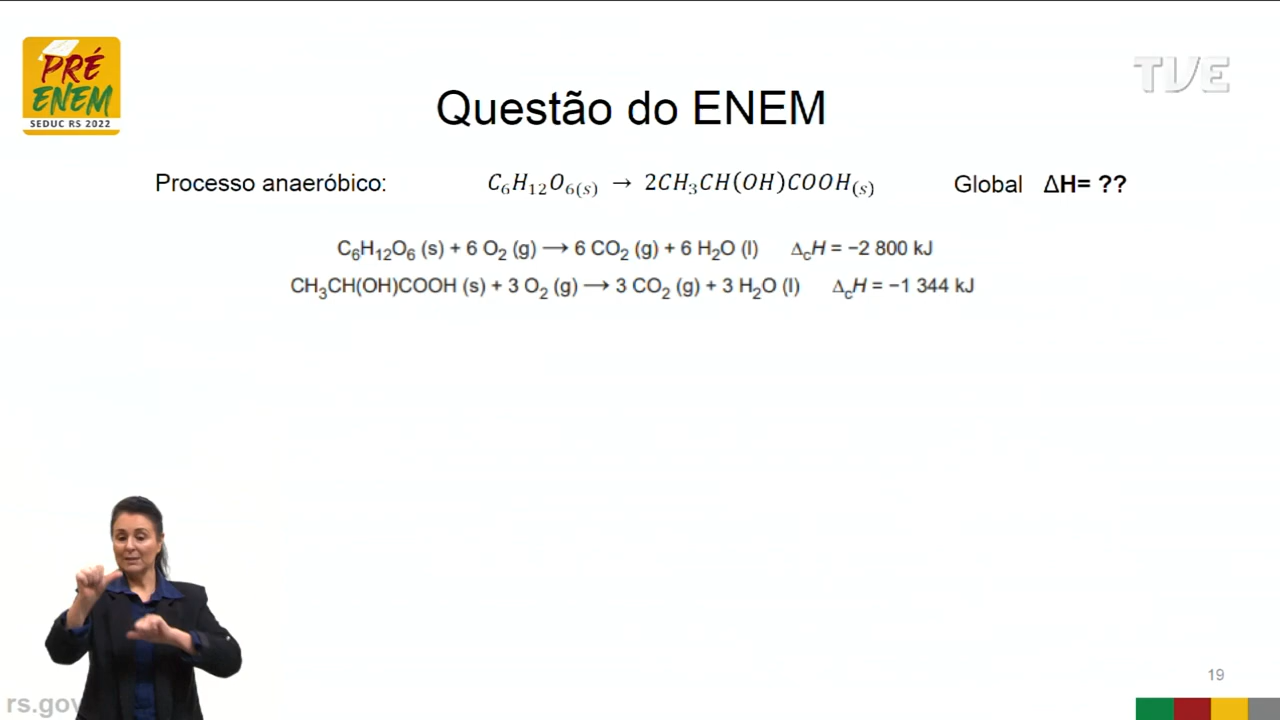 PRÉ
ENEM
SEDUC RS 2022
TVE
Questão do ENEM
Processo anaeróbico: C₆H₁₂O₆₍ₛ₎ → 2CH₃CH(OH)COOH₍ₛ₎ Global ΔH= ??
C₆H₁₂O₆ (s) + 6 O₂ (g) ⟶ 6 CO₂ (g) + 6 H₂O (l) Δ꜀H = −2 800 kJ
CH₃CH(OH)COOH (s) + 3 O₂ (g) ⟶ 3 CO₂ (g) + 3 H₂O (l) Δ꜀H = −1 344 kJ
19
rs.gov